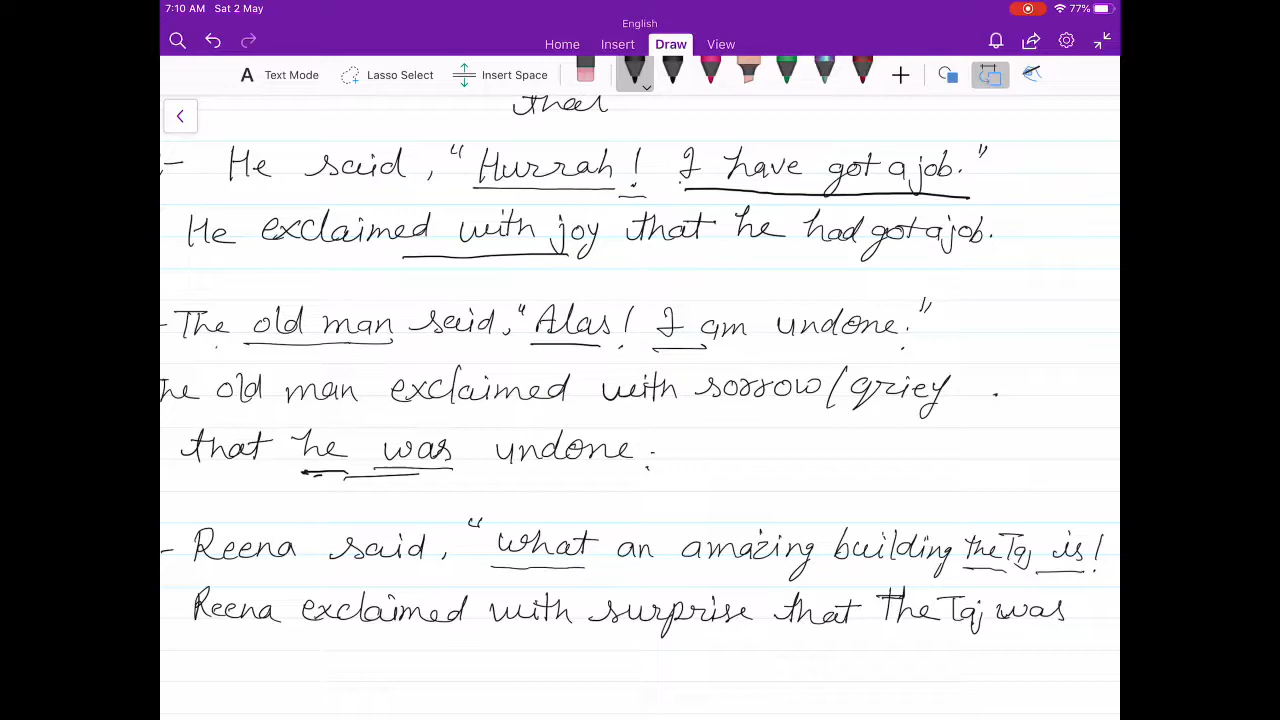 7:10 AM Sat 2 May
77%
English
Home Insert Draw View
Text Mode Lasso Select Insert Space
that
:- He said, "Hurrah! I have got a job."
He exclaimed with joy that he had got a job.
- The old man said, "Alas! I am undone."
The old man exclaimed with sorrow/grief .
that he was undone.
- Reena said, "what an amazing building the Taj is!
Reena exclaimed with surprise that The Taj was